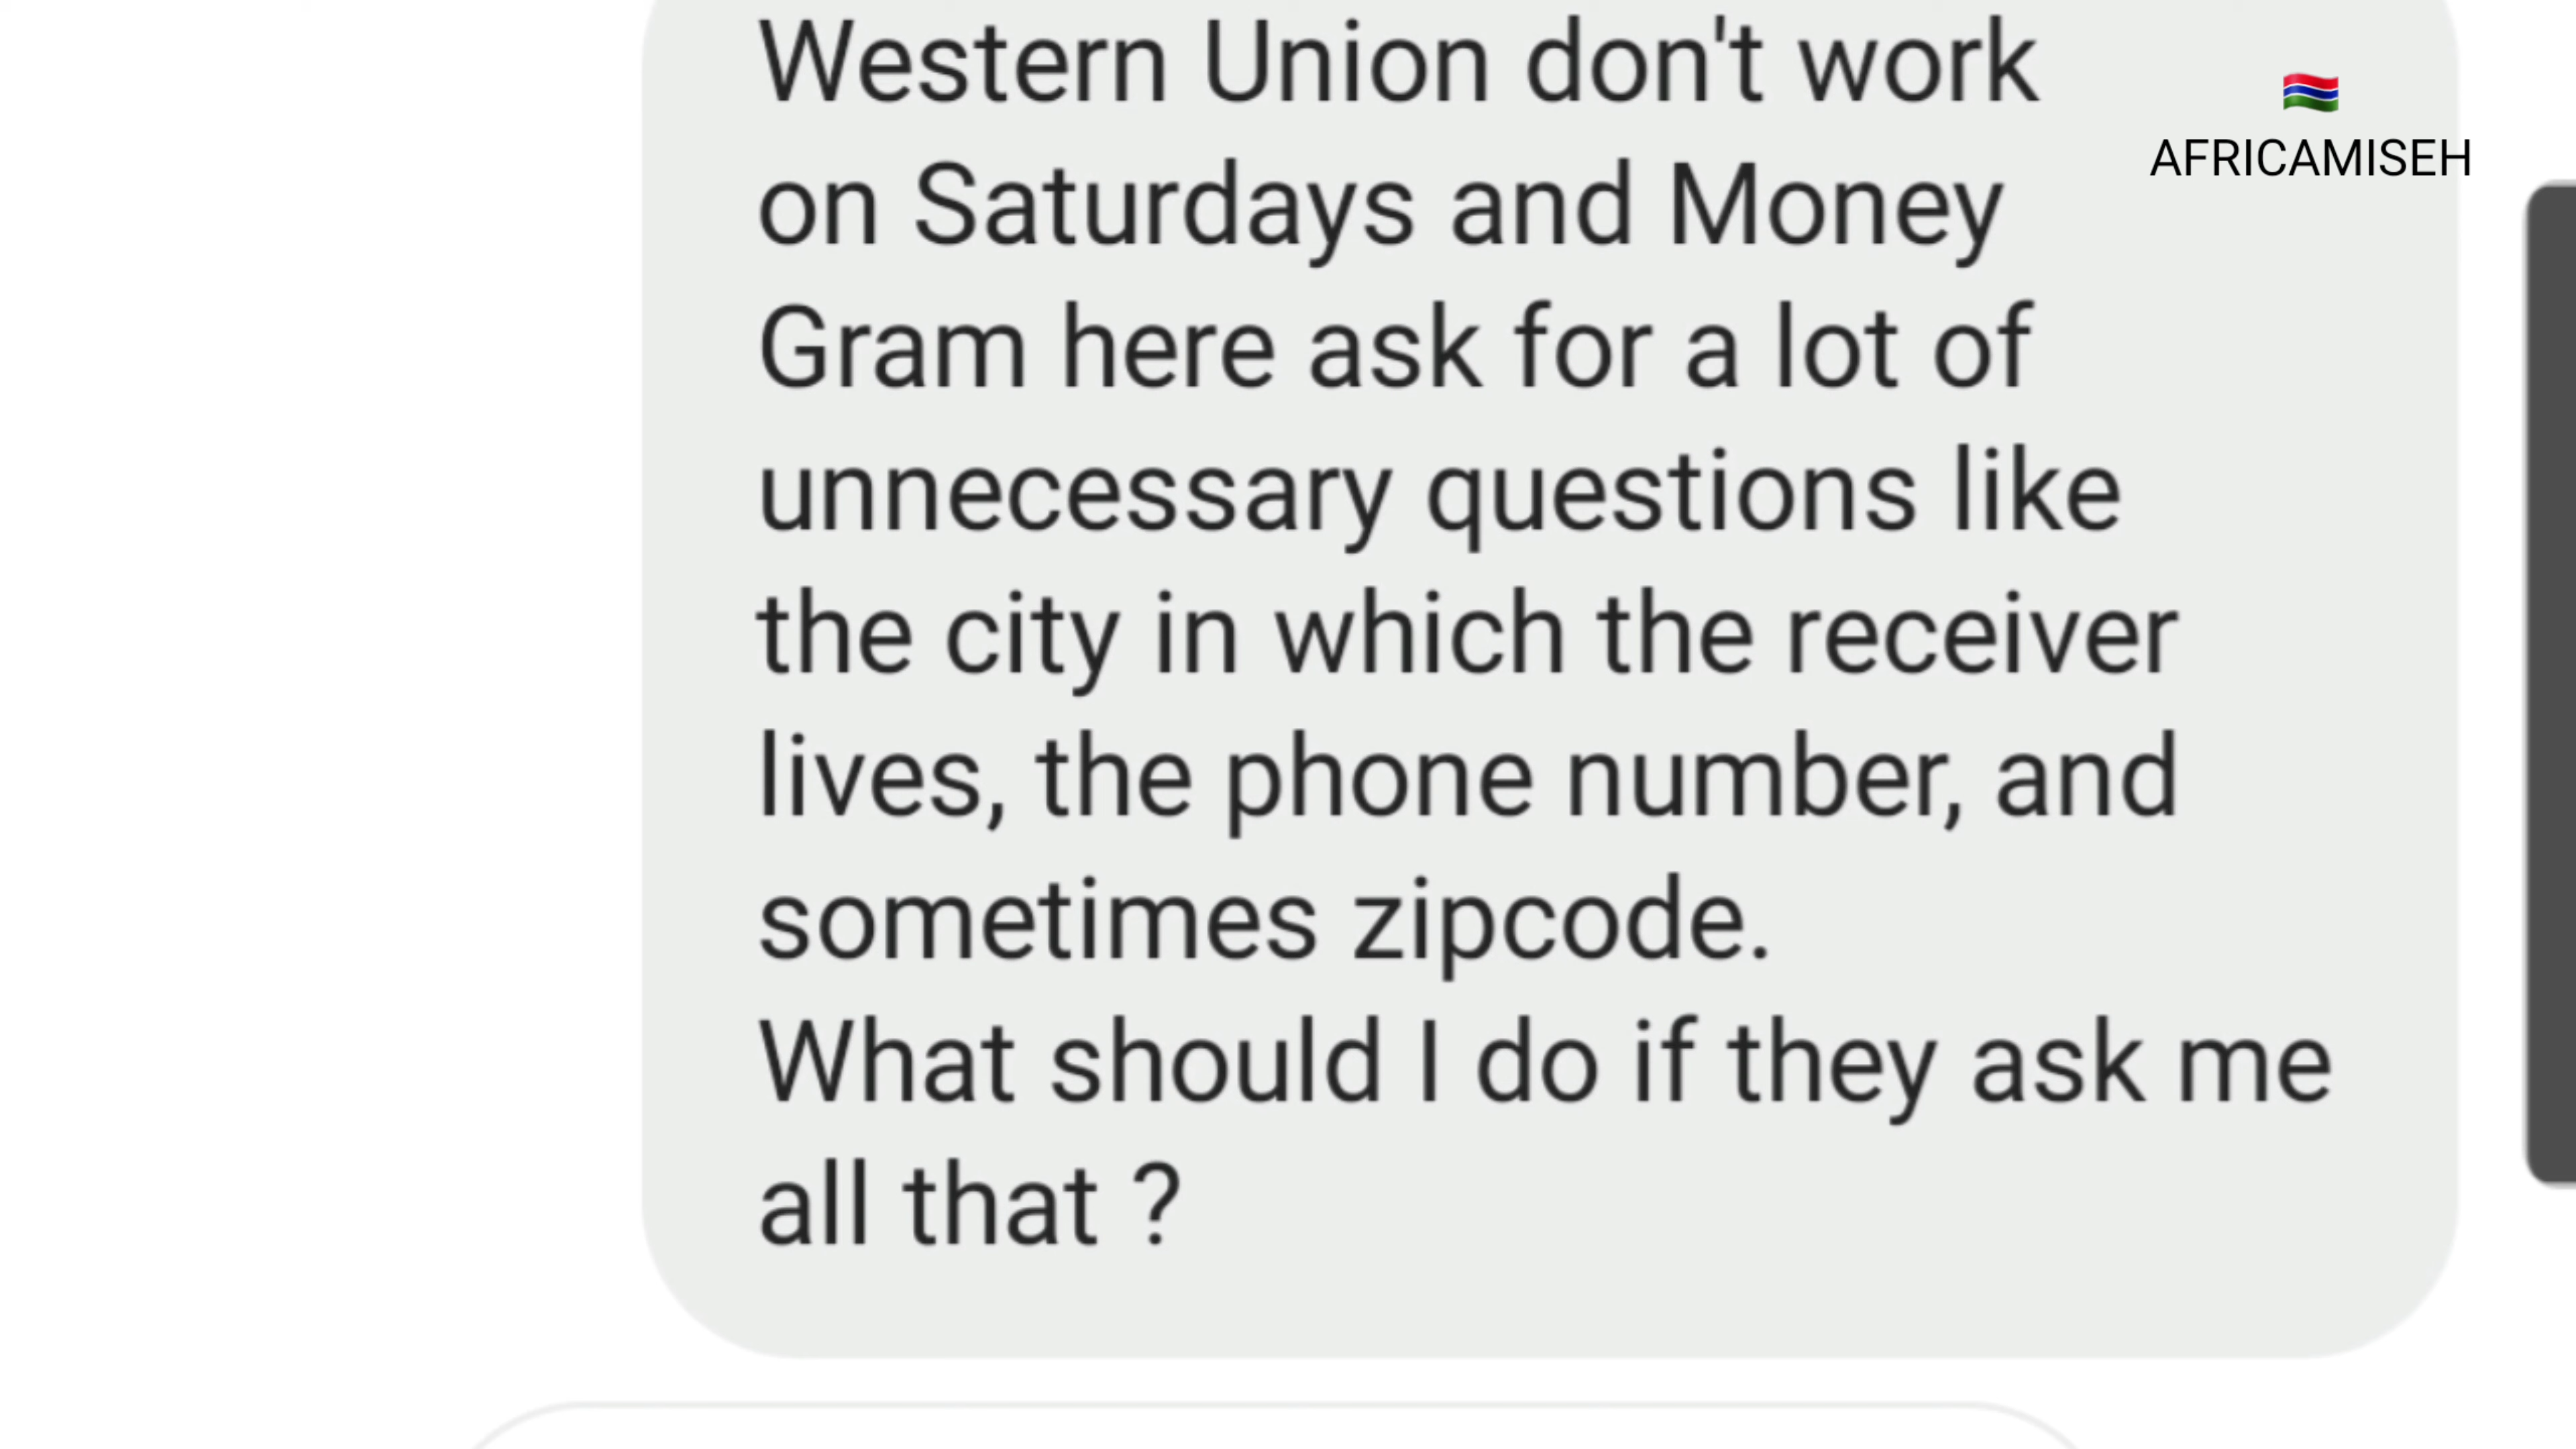 Western Union don't work
on Saturdays and Money
Gram here ask for a lot of
unnecessary questions like
the city in which the receiver
lives, the phone number, and
sometimes zipcode.
What should I do if they ask me
all that ?
AFRICAMISEH